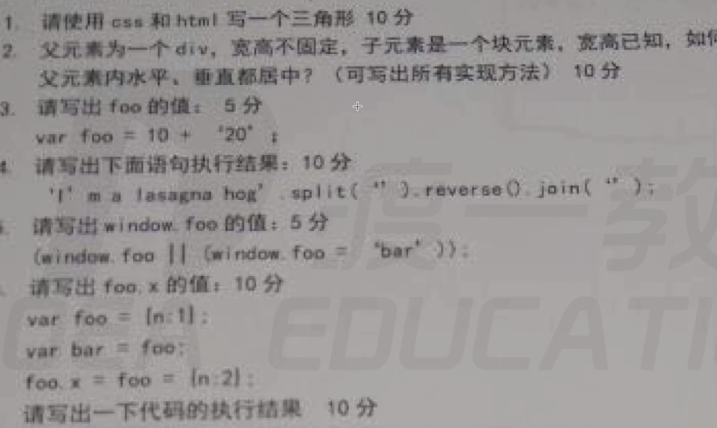 1. 请使用 css 和 html 写一个三角形 10 分
2. 父元素为一个 div，宽高不固定，子元素是一个块元素，宽高已知，如何
父元素内水平、垂直都居中？（可写出所有实现方法） 10 分
3. 请写出 foo 的值： 5 分
var foo = 10 + ‘20’ ;
4. 请写出下面语句执行结果：10 分
‘I’ m a lasagna hog’ .split( “” ).reverse().join( “” );
请写出 window.foo 的值：5 分
(window.foo || (window.foo = ‘bar’ ));
请写出 foo.x 的值：10 分
var foo = {n:1};
var bar = foo;
foo.x = foo = {n:2};
请写出一下代码的执行结果 10 分
度一教
EDUCATI